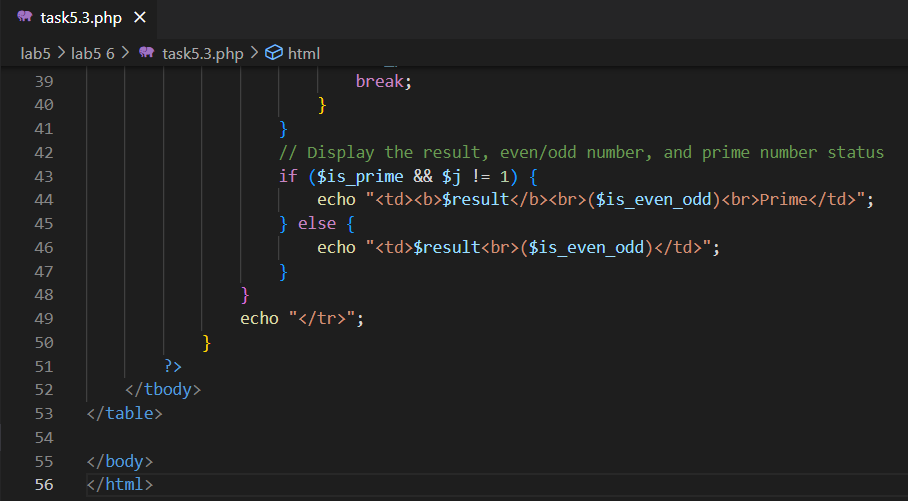 task5.3.php
lab5 > lab5 6 > task5.3.php > html
39 break;
40 }
41 }
42 // Display the result, even/odd number, and prime number status
43 if ($is_prime && $j != 1) {
44 echo "<td><b>$result</b><br>($is_even_odd)<br>Prime</td>";
45 } else {
46 echo "<td>$result<br>($is_even_odd)</td>";
47 }
48 }
49 echo "</tr>";
50 }
51 ?>
52 </tbody>
53 </table>
54
55 </body>
56 </html>